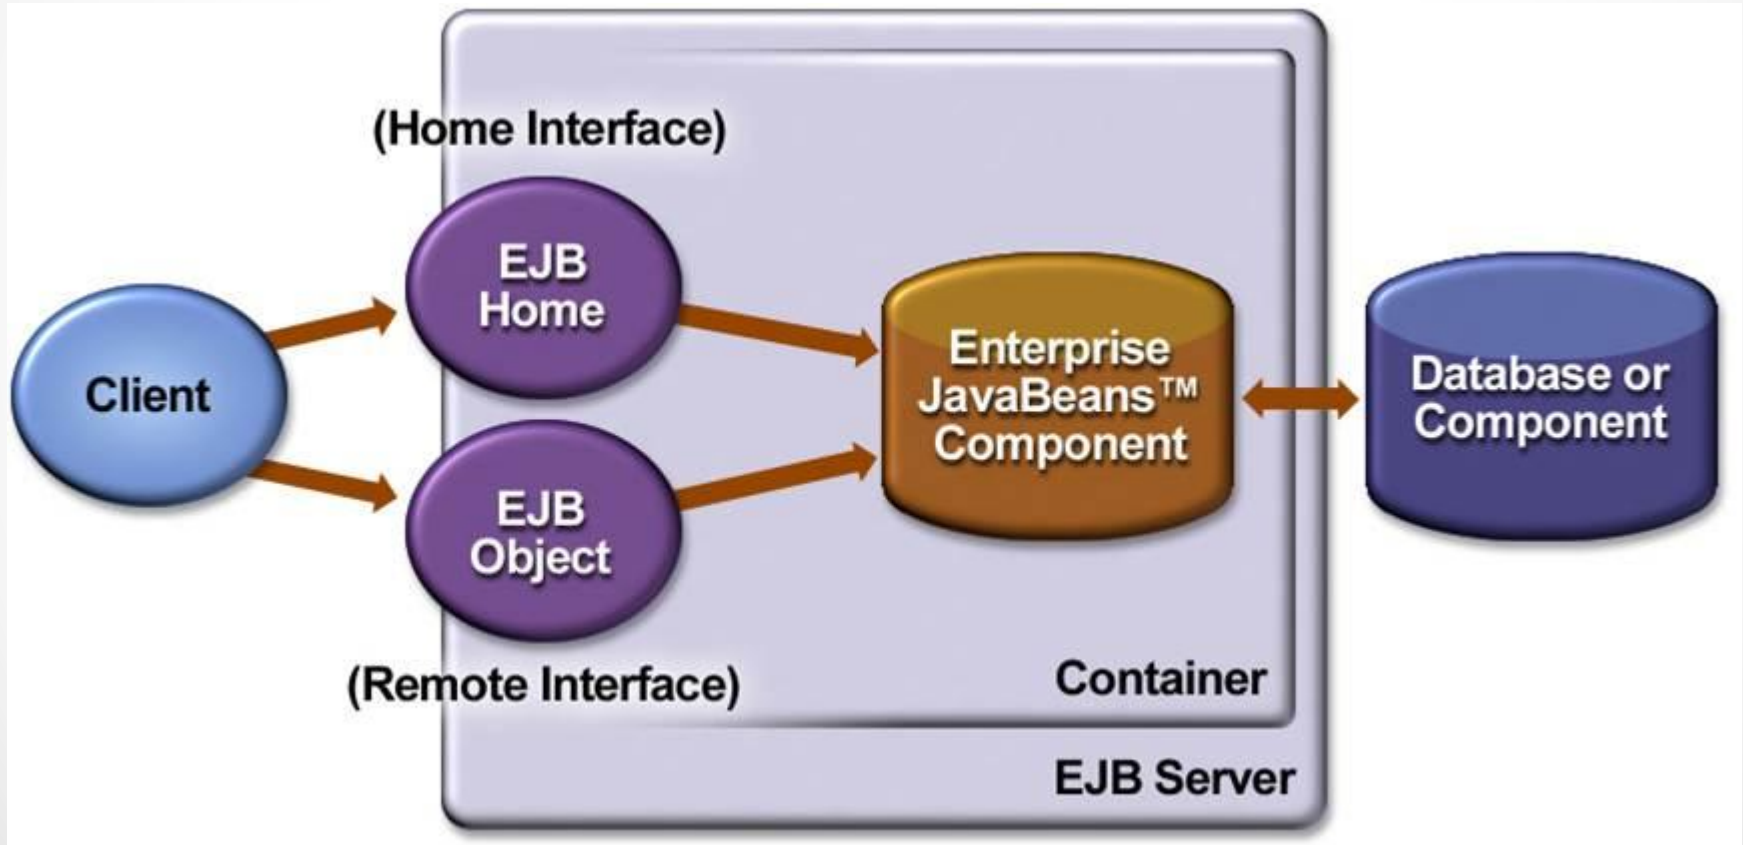 (Home Interface)
EJB
Home
Client
EJB
Object
(Remote Interface)
Enterprise
JavaBeans™
Component
Database or
Component
Container
EJB Server